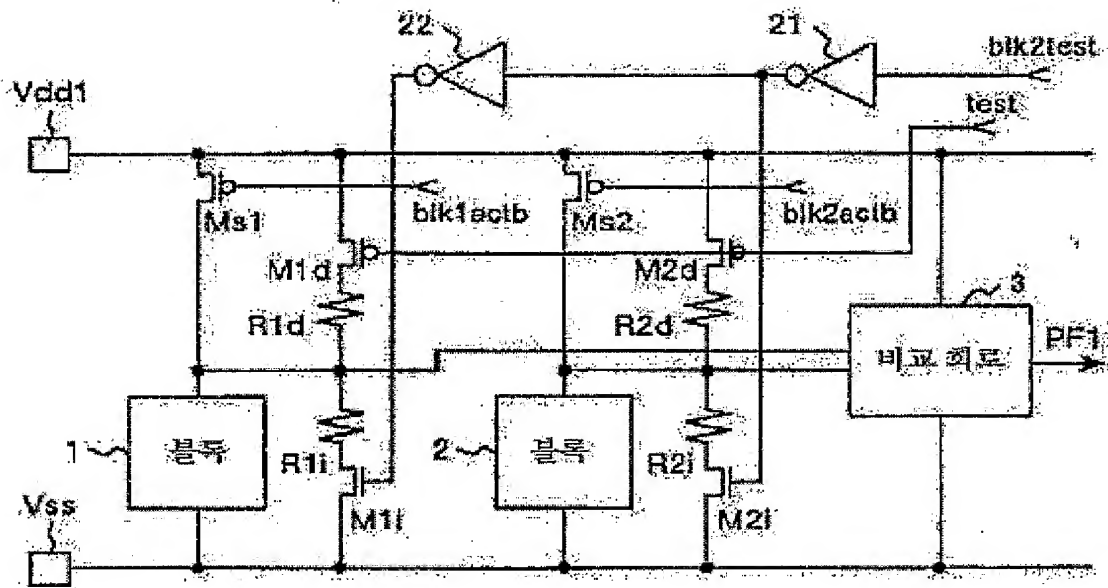 22
21
blk2test
Vdd1
test
blk1actb
blk2actb
Ms1
Ms2
M1d
M2d
R1d
R2d
3
PF1
비교 회로
1
블록
2
블록
R1i
R2i
Vss
M1i
M2i